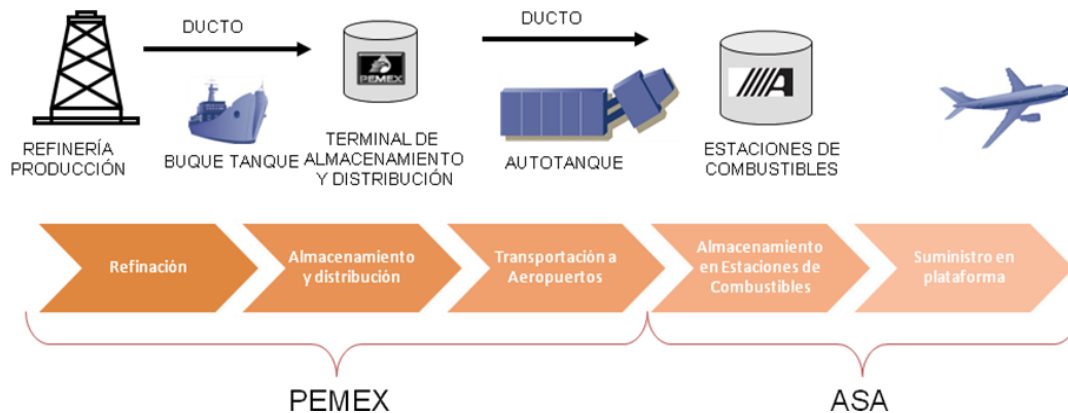 DUCTO
DUCTO
PEMEX
REFINERÍA
PRODUCCIÓN
BUQUE TANQUE
TERMINAL DE
ALMACENAMIENTO
Y DISTRIBUCIÓN
AUTOTANQUE
ESTACIONES DE
COMBUSTIBLES
Refinación
Almacenamiento
y distribución
Transportación a
Aeropuertos
Almacenamiento
en Estaciones de
Combustibles
Suministro en
plataforma
PEMEX
ASA